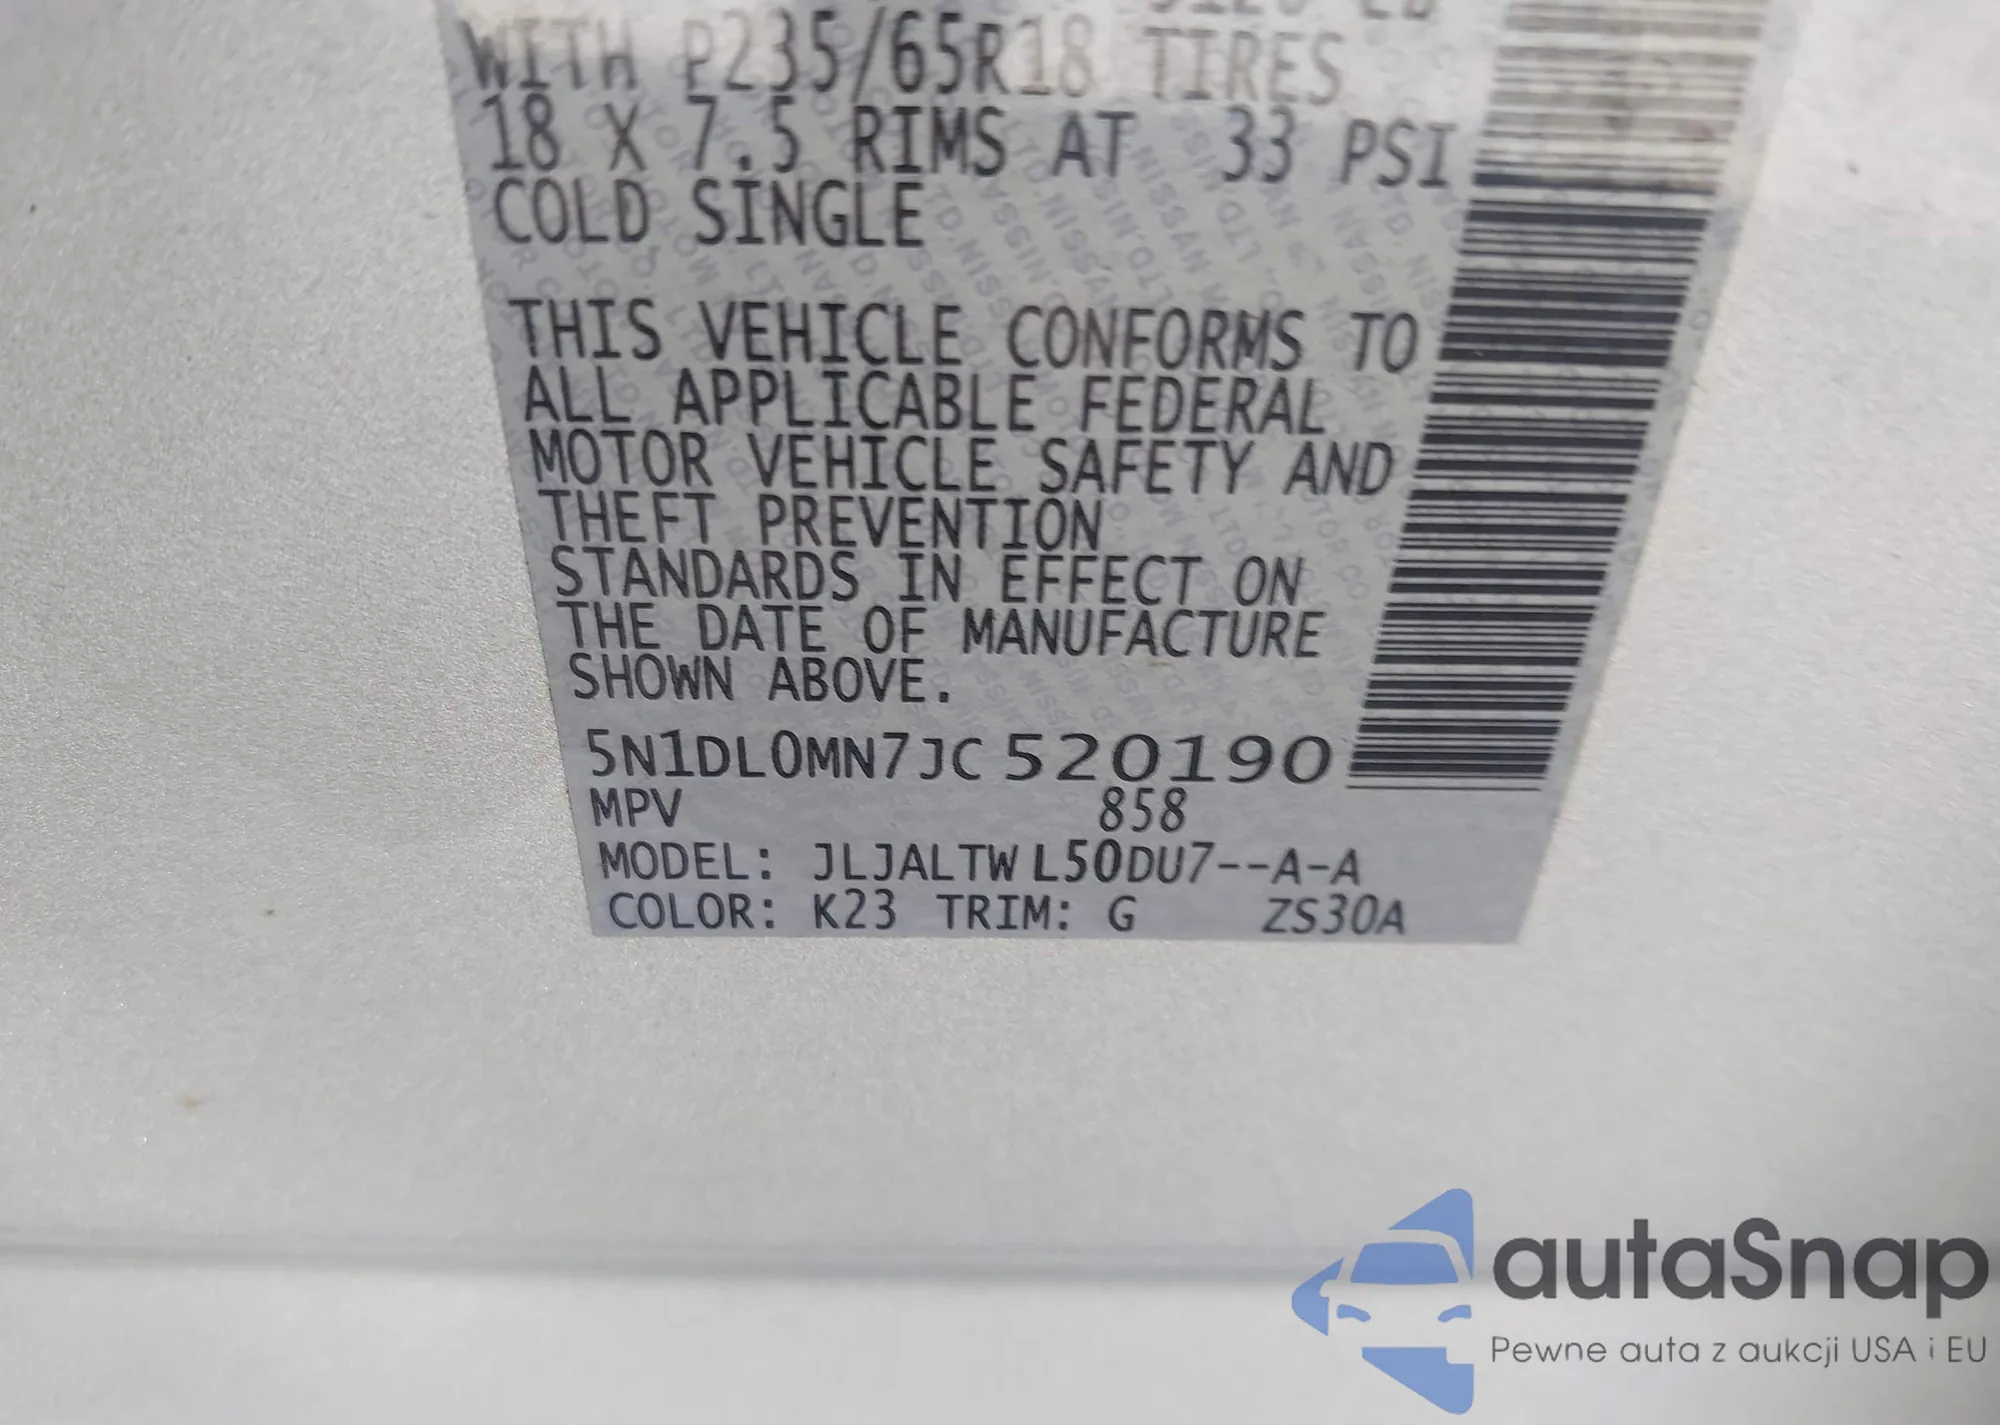 WITH P235/65R18 TIRES
18 X 7.5 RIMS AT 33 PSI
COLD SINGLE
THIS VEHICLE CONFORMS TO
ALL APPLICABLE FEDERAL
MOTOR VEHICLE SAFETY AND
THEFT PREVENTION
STANDARDS IN EFFECT ON
THE DATE OF MANUFACTURE
SHOWN ABOVE.
5N1DL0MN7JC520190
MPV 858
MODEL: JLJALTWL50DU7--A-A
COLOR: K23 TRIM: G ZS30A
autaSnap
Pewne auta z aukcji USA i EU